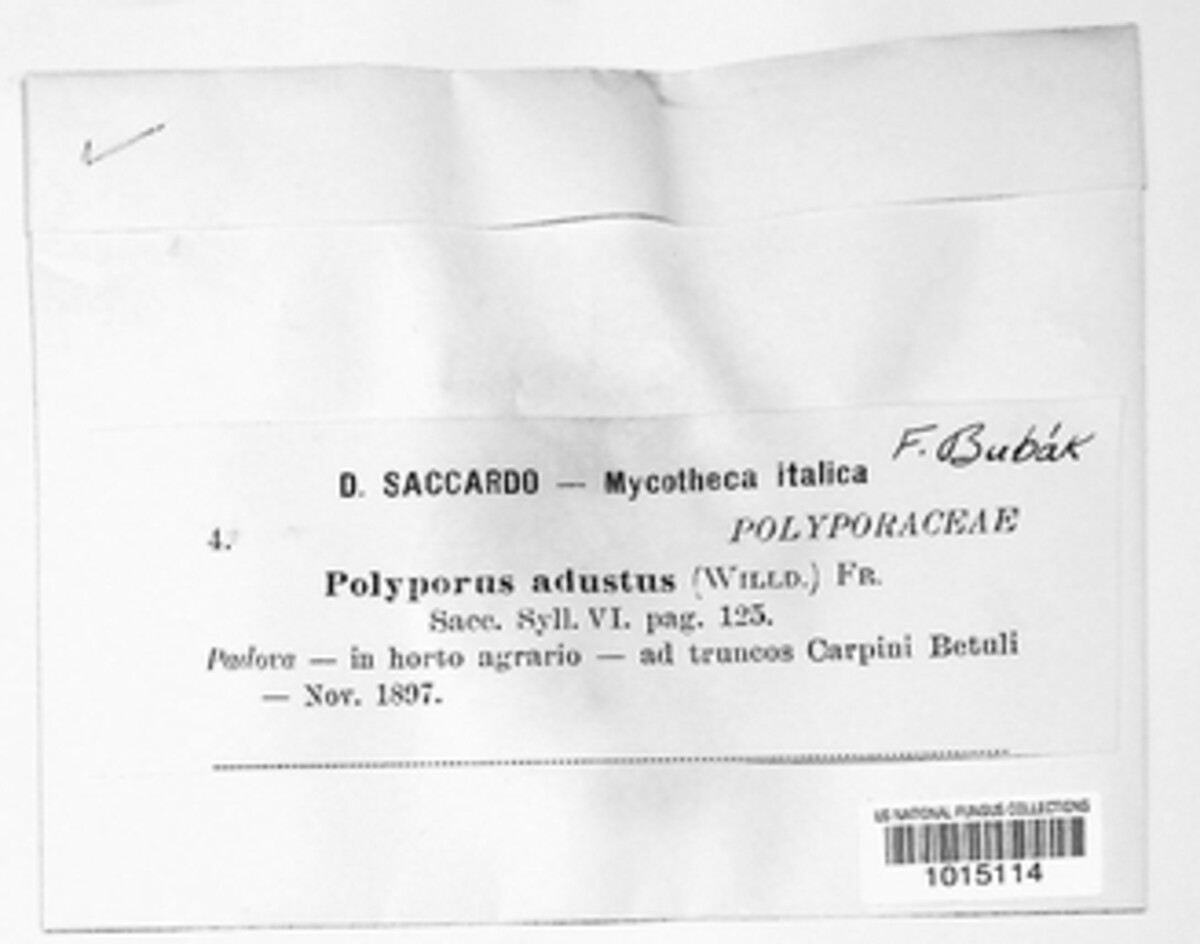 F. Bubák
D. SACCARDO — Mycotheca italica
4. POLYPORACEAE
Polyporus adustus (WILLD.) FR.
Sacc. Syll. VI. pag. 125.
Padova — in horto agrario — ad truncos Carpini Betuli
— Nov. 1897.
US NATIONAL FUNGUS COLLECTIONS
1015114